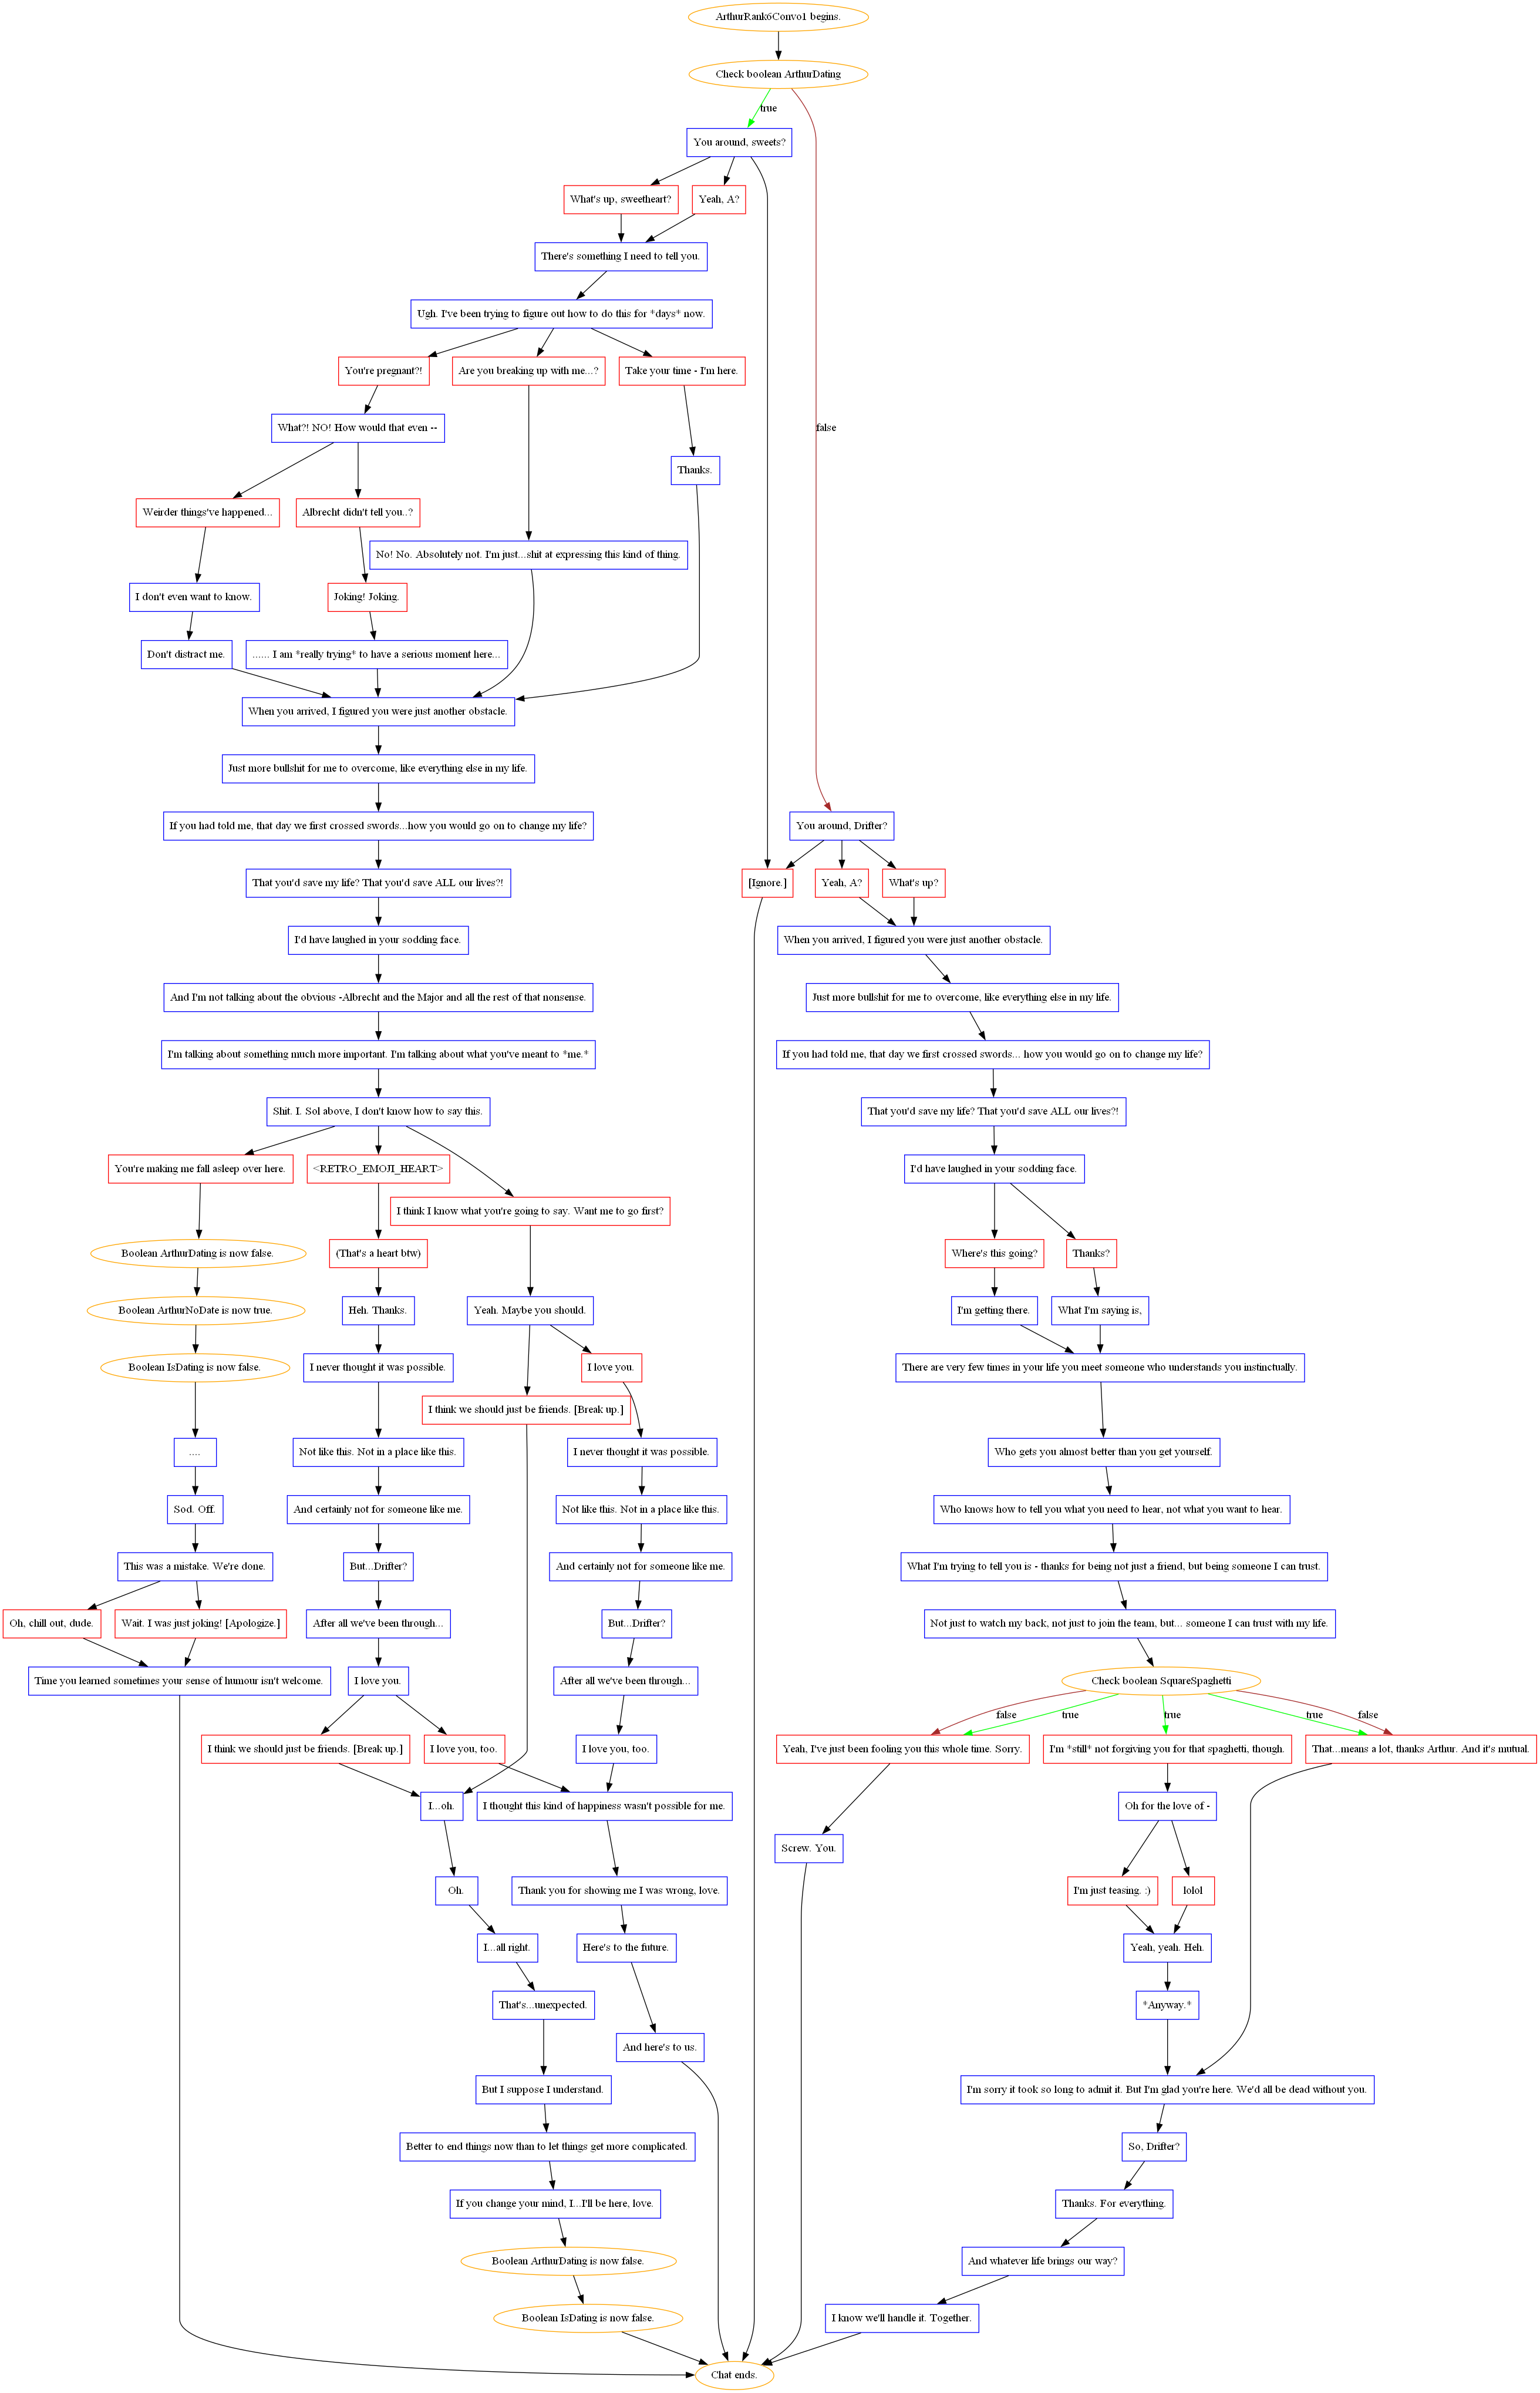 ArthurRank6Convo1 begins.
Check boolean ArthurDating
true
You around, sweets?
What's up, sweetheart?
Yeah, A?
There's something I need to tell you.
Ugh. I've been trying to figure out how to do this for *days* now.
You're pregnant?!
Are you breaking up with me...?
Take your time - I'm here.
What?! NO! How would that even --
false
Thanks.
Weirder things've happened...
Albrecht didn't tell you..?
No! No. Absolutely not. I'm just...shit at expressing this kind of thing.
I don't even want to know.
Joking! Joking.
Don't distract me.
...... I am *really trying* to have a serious moment here...
When you arrived, I figured you were just another obstacle.
Just more bullshit for me to overcome, like everything else in my life.
If you had told me, that day we first crossed swords...how you would go on to change my life?
You around, Drifter?
That you'd save my life? That you'd save ALL our lives?!
[Ignore.]
Yeah, A?
What's up?
I'd have laughed in your sodding face.
When you arrived, I figured you were just another obstacle.
And I'm not talking about the obvious -Albrecht and the Major and all the rest of that nonsense.
Just more bullshit for me to overcome, like everything else in my life.
I'm talking about something much more important. I'm talking about what you've meant to *me.*
If you had told me, that day we first crossed swords... how you would go on to change my life?
Shit. I. Sol above, I don't know how to say this.
That you'd save my life? That you'd save ALL our lives?!
You're making me fall asleep over here.
<RETRO_EMOJI_HEART>
I'd have laughed in your sodding face.
I think I know what you're going to say. Want me to go first?
Boolean ArthurDating is now false.
(That's a heart btw)
Where's this going?
Thanks?
Boolean ArthurNoDate is now true.
Heh. Thanks.
Yeah. Maybe you should.
I'm getting there.
What I'm saying is,
Boolean IsDating is now false.
I never thought it was possible.
I love you.
There are very few times in your life you meet someone who understands you instinctually.
I think we should just be friends. [Break up.]
....
Not like this. Not in a place like this.
I never thought it was possible.
Who gets you almost better than you get yourself.
Sod. Off.
And certainly not for someone like me.
Not like this. Not in a place like this.
Who knows how to tell you what you need to hear, not what you want to hear.
This was a mistake. We're done.
But...Drifter?
And certainly not for someone like me.
What I'm trying to tell you is - thanks for being not just a friend, but being someone I can trust.
Oh, chill out, dude.
Wait. I was just joking! [Apologize.]
After all we've been through...
But...Drifter?
Not just to watch my back, not just to join the team, but... someone I can trust with my life.
Time you learned sometimes your sense of humour isn't welcome.
I love you.
After all we've been through...
Check boolean SquareSpaghetti
false
true
true
true
false
I think we should just be friends. [Break up.]
I love you, too.
I love you, too.
Yeah, I've just been fooling you this whole time. Sorry.
I'm *still* not forgiving you for that spaghetti, though.
That...means a lot, thanks Arthur. And it's mutual.
I...oh.
I thought this kind of happiness wasn't possible for me.
Oh for the love of -
Screw. You.
Oh.
Thank you for showing me I was wrong, love.
I'm just teasing. :)
lolol
I...all right.
Here's to the future.
Yeah, yeah. Heh.
That's...unexpected.
*Anyway.*
And here's to us.
But I suppose I understand.
I'm sorry it took so long to admit it. But I'm glad you're here. We'd all be dead without you.
Better to end things now than to let things get more complicated.
So, Drifter?
If you change your mind, I...I'll be here, love.
Thanks. For everything.
Boolean ArthurDating is now false.
And whatever life brings our way?
Boolean IsDating is now false.
I know we'll handle it. Together.
Chat ends.